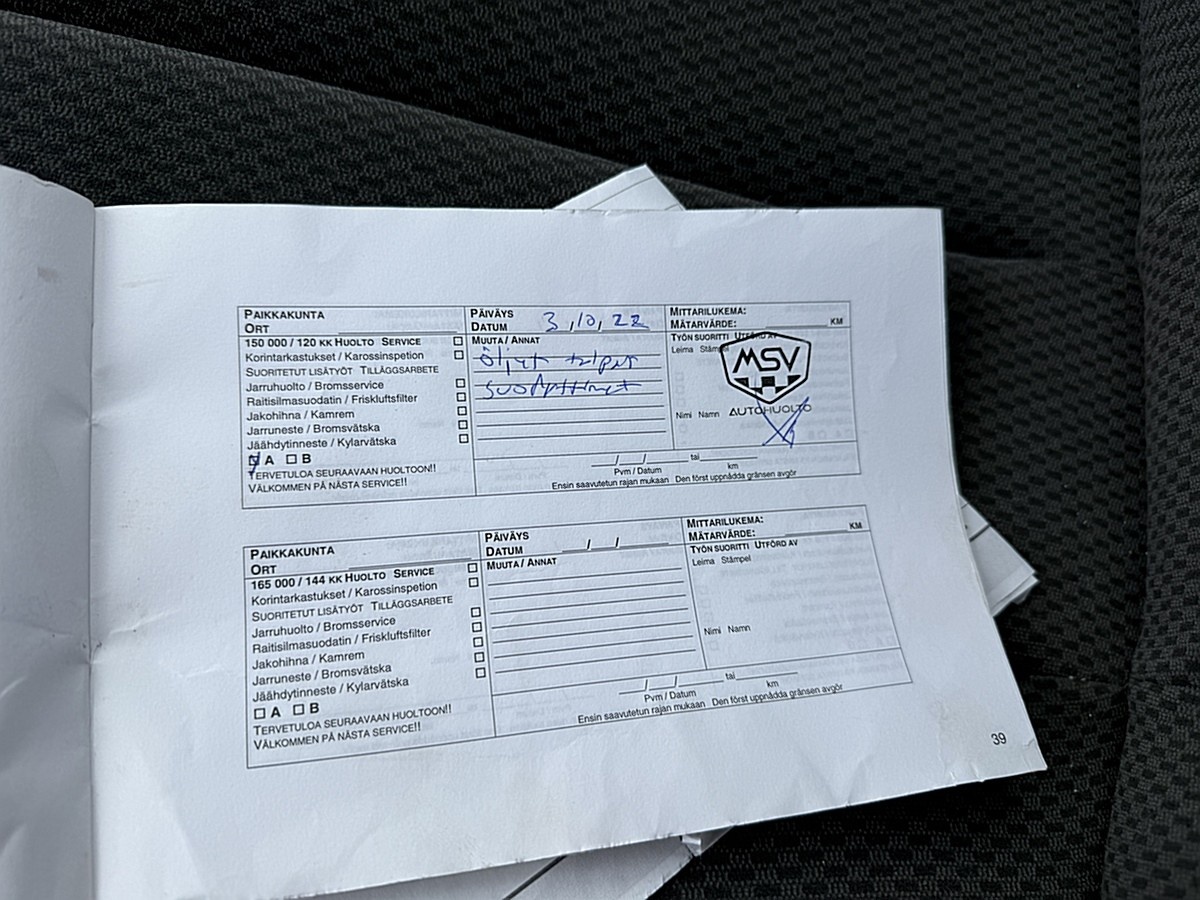 PAIKKAKUNTA
ORT
PÄIVÄYS
DATUM 3,10,22
MITTARILUKEMA:
MÄTARVÄRDE: KM
150 000 / 120 KK HUOLTO SERVICE
Korintarkastukset / Karossinspetion
SUORITETUT LISÄTYÖT TILLÄGGSARBETE
Jarruhuolto / Bromsservice
Raitisilmasuodatin / Friskluftsfilter
Jakohihna / Kamrem
Jarruneste / Bromsvätska
Jäähdytinneste / Kylarvätska
A B
TERVETULOA SEURAAVAAN HUOLTOON!!
VÄLKOMMEN PÅ NÄSTA SERVICE!!
MUUTA / ANNAT
öljyt
TYÖN SUORITTI UTFÖRD AV
Leima Stämpel
MSV
AUTOHUOLTO
Nimi Namn
/ / tai
Pvm / Datum km
Ensin saavutetun rajan mukaan Den först uppnådda gränsen avgör
PAIKKAKUNTA
ORT
PÄIVÄYS
DATUM / /
MITTARILUKEMA:
MÄTARVÄRDE: KM
165 000 / 144 KK HUOLTO SERVICE
Korintarkastukset / Karossinspetion
SUORITETUT LISÄTYÖT TILLÄGGSARBETE
Jarruhuolto / Bromsservice
Raitisilmasuodatin / Friskluftsfilter
Jakohihna / Kamrem
Jarruneste / Bromsvätska
Jäähdytinneste / Kylarvätska
A B
TERVETULOA SEURAAVAAN HUOLTOON!!
VÄLKOMMEN PÅ NÄSTA SERVICE!!
MUUTA / ANNAT
TYÖN SUORITTI UTFÖRD AV
Leima Stämpel
Nimi Namn
/ / tai
Pvm / Datum km
Ensin saavutetun rajan mukaan Den först uppnådda gränsen avgör
39